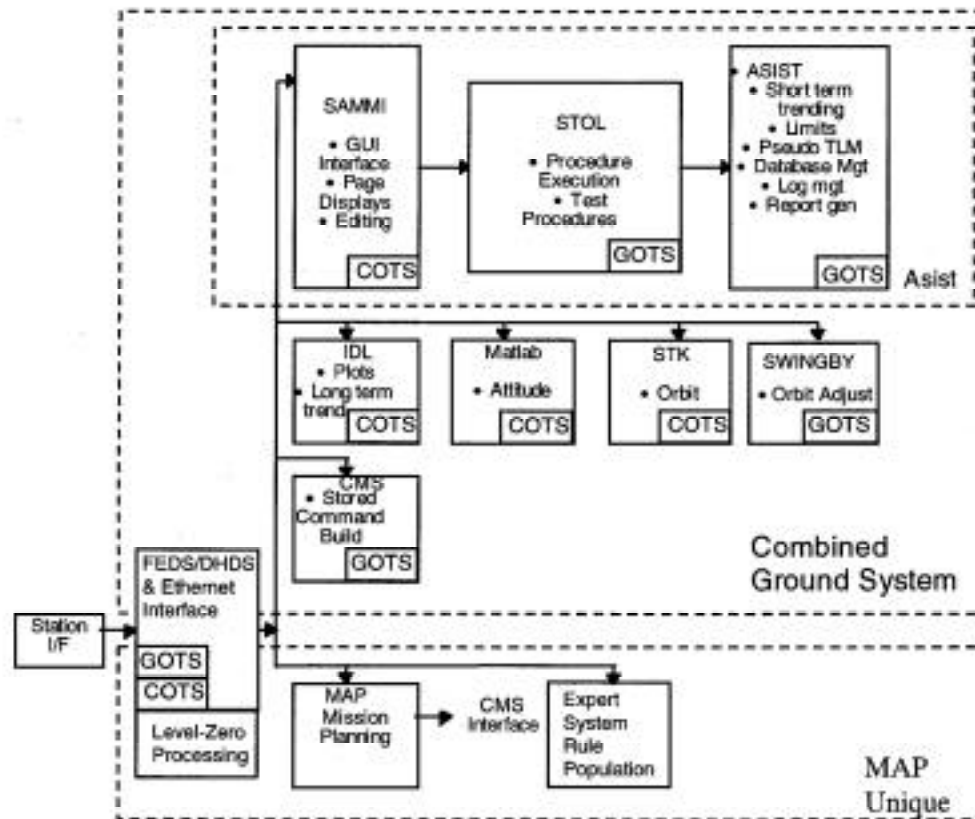 SAMMI
• GUI
Interface
• Page
Displays
• Editing
COTS
STOL
• Procedure
Execution
• Test
Procedures
GOTS
• ASIST
• Short term
trending
• Limits
• Pseudo TLM
• Database Mgt
• Log mgt
• Report gen
GOTS
Asist
IDL
• Plots
• Long term
trend
COTS
Matlab
• Attitude
COTS
STK
• Orbit
COTS
SWINGBY
• Orbit Adjust
GOTS
CMS
• Stored
Command
Build
GOTS
Combined
Ground System
Station
I/F
FEDS/DHDS
& Ethernet
Interface
GOTS
COTS
Level-Zero
Processing
MAP
Mission
Planning
CMS
Interface
Expert
System
Rule
Population
MAP
Unique